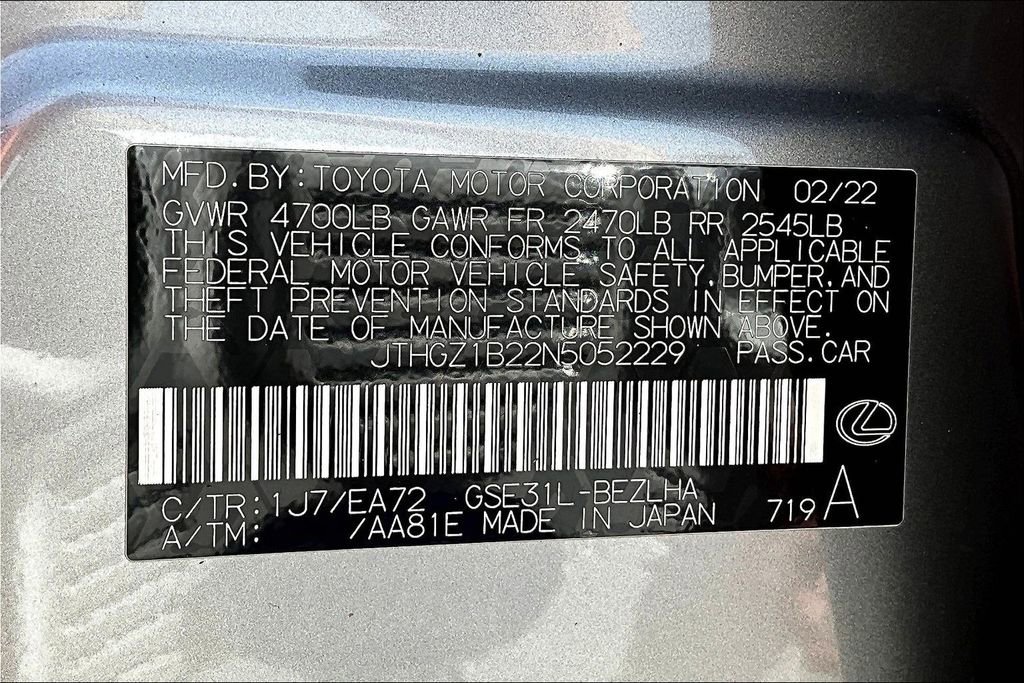 MFD.BY:TOYOTA MOTOR CORPORATION 02/22
GVWR 4700LB GAWR FR 2470LB RR 2545LB
THIS VEHICLE CONFORMS TO ALL APPLICABLE
FEDERAL MOTOR VEHICLE SAFETY,BUMPER,AND
THEFT PREVENTION STANDARDS IN EFFECT ON
THE DATE OF MANUFACTURE SHOWN ABOVE.
JTHGZ1B22N5052229 PASS.CAR
C/TR:1J7/EA72 GSE31L-BEZLHA
A/TM: /AA81E MADE IN JAPAN 719A